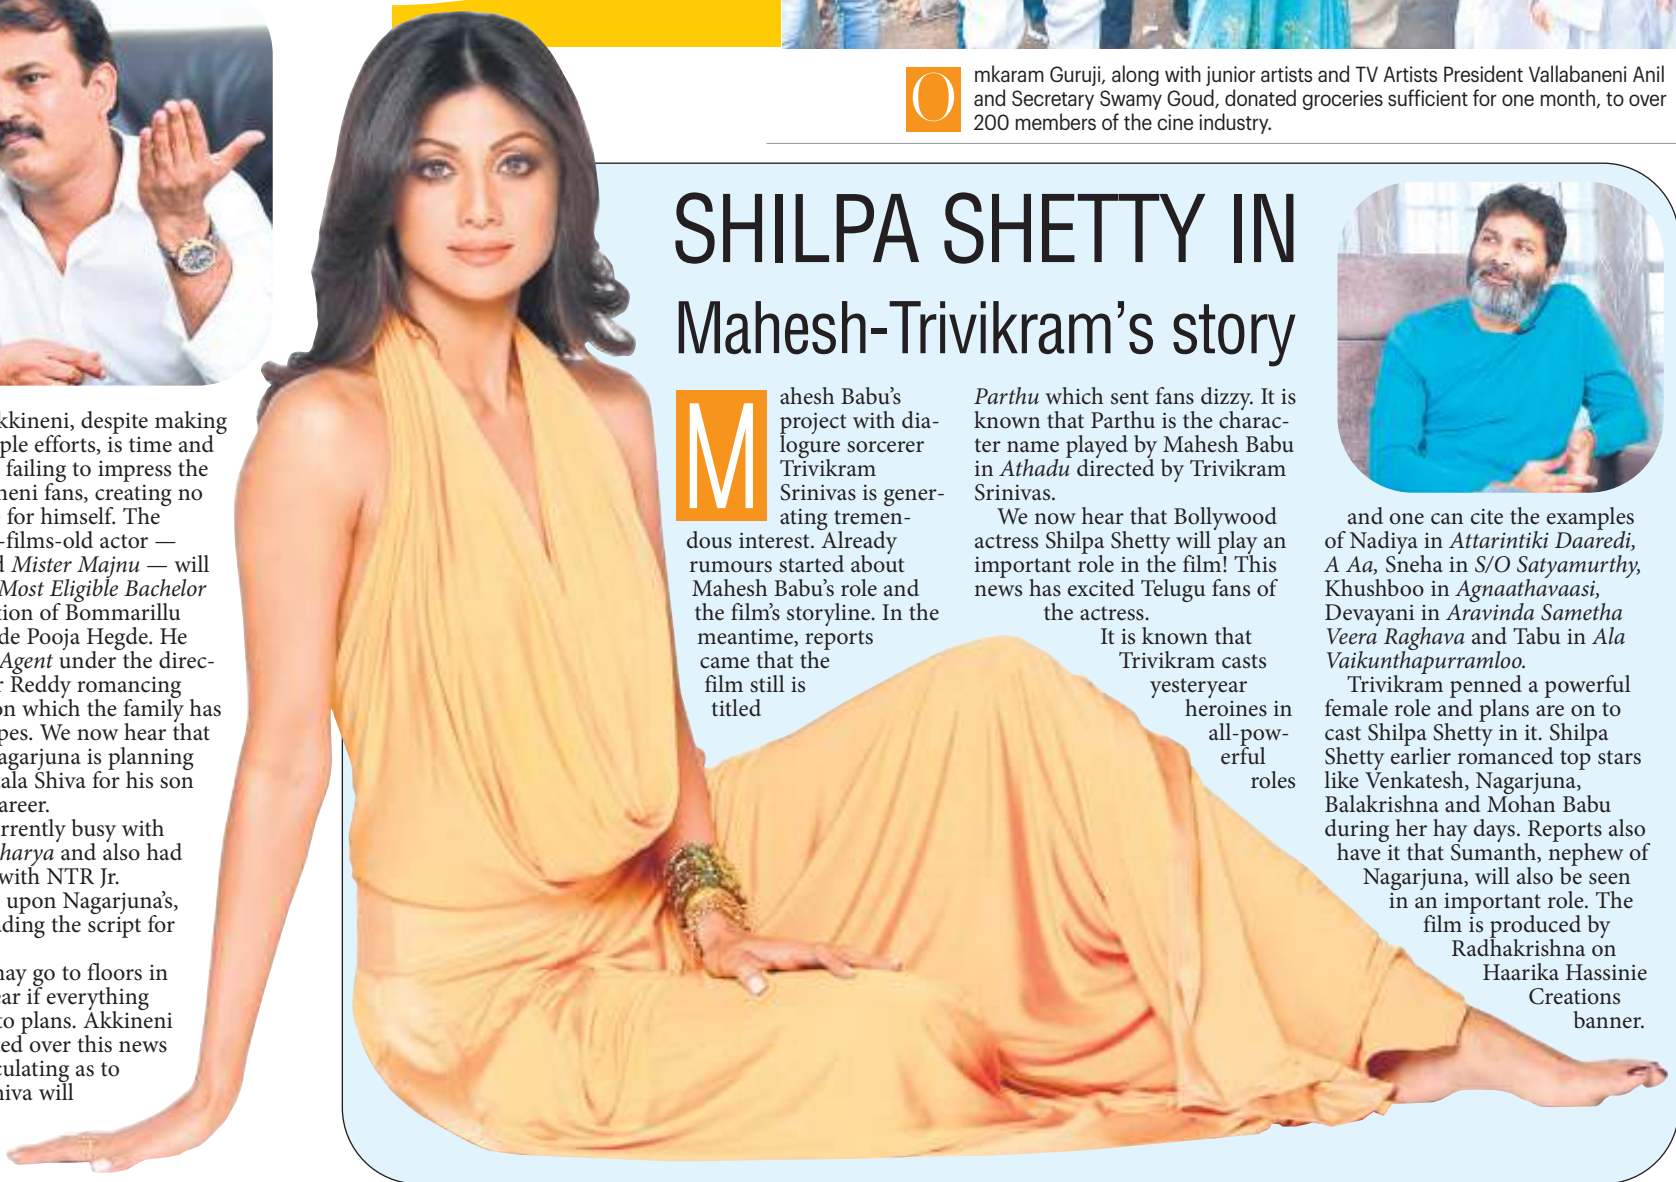 Omkaram Guruji, along with junior artists and TV Artists President Vallabaneni Anil
and Secretary Swamy Goud, donated groceries sufficient for one month, to over
200 members of the cine industry.
SHILPA SHETTY IN
Mahesh-Trivikram's story
Mahesh Babu's
project with dia-
logure sorcerer
Trivikram
Srinivas is gener-
ating tremen-
dous interest. Already
rumours started about
Mahesh Babu's role and
the film's storyline. In the
meantime, reports
came that the
film still is
titled
Parthu which sent fans dizzy. It is
known that Parthu is the charac-
ter name played by Mahesh Babu
in Athadu directed by Trivikram
Srinivas.
We now hear that Bollywood
actress Shilpa Shetty will play an
important role in the film! This
news has excited Telugu fans of
the actress.
It is known that
Trivikram casts
yesteryear
heroines in
all-pow-
erful
roles
and one can cite the examples
of Nadiya in Attarintiki Daaredi,
A Aa, Sneha in S/O Satyamurthy,
Khushboo in Agnaathavaasi,
Devayani in Aravinda Sametha
Veera Raghava and Tabu in Ala
Vaikunthapurramloo.
Trivikram penned a powerful
female role and plans are on to
cast Shilpa Shetty in it. Shilpa
Shetty earlier romanced top stars
like Venkatesh, Nagarjuna,
Balakrishna and Mohan Babu
during her hay days. Reports also
have it that Sumanth, nephew of
Nagarjuna, will also be seen
in an important role. The
film is produced by
Radhakrishna on
Haarika Hassinie
Creations
banner.
kkineni, despite making
ple efforts, is time and
failing to impress the
neni fans, creating no
for himself. The
-films-old actor —
Mister Majnu — will
Most Eligible Bachelor
tion of Bommarillu
de Pooja Hegde. He
Agent under the direc-
r Reddy romancing
on which the family has
pes. We now hear that
agarjuna is planning
tala Shiva for his son
areer.
rrently busy with
harya and also had
with NTR Jr.
upon Nagarjuna's,
ding the script for
may go to floors in
ear if everything
to plans. Akkineni
ed over this news
culating as to
hiva will